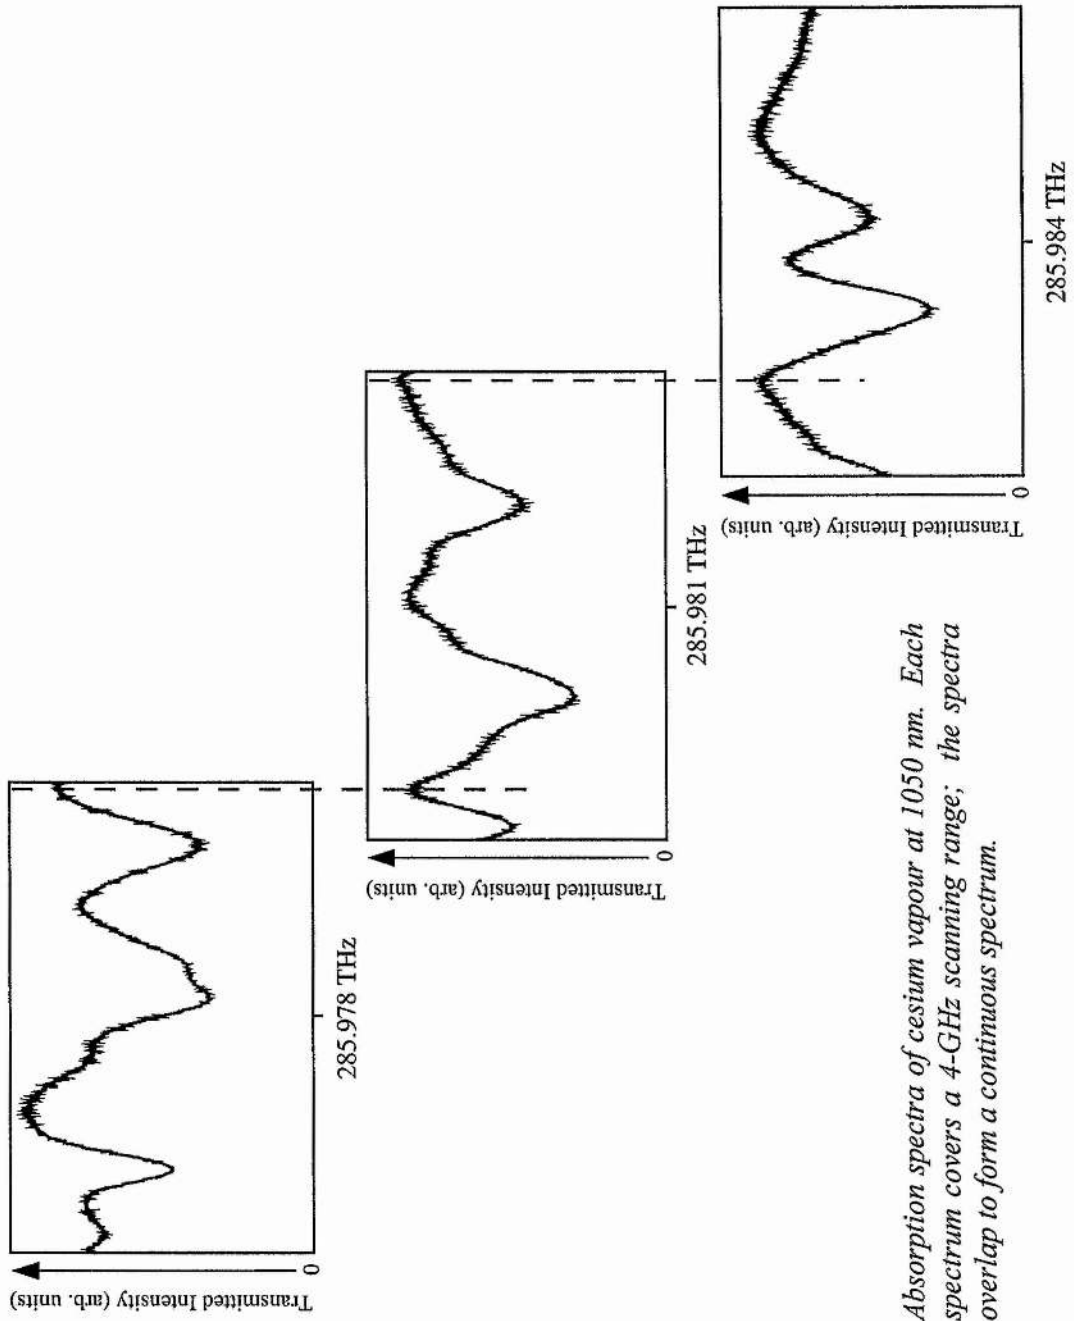 Transmitted Intensity (arb. units)
0
285.978 THz
Transmitted Intensity (arb. units)
0
285.981 THz
Transmitted Intensity (arb. units)
0
285.984 THz
Absorption spectra of cesium vapour at 1050 nm. Each
spectrum covers a 4-GHz scanning range; the spectra
overlap to form a continuous spectrum.